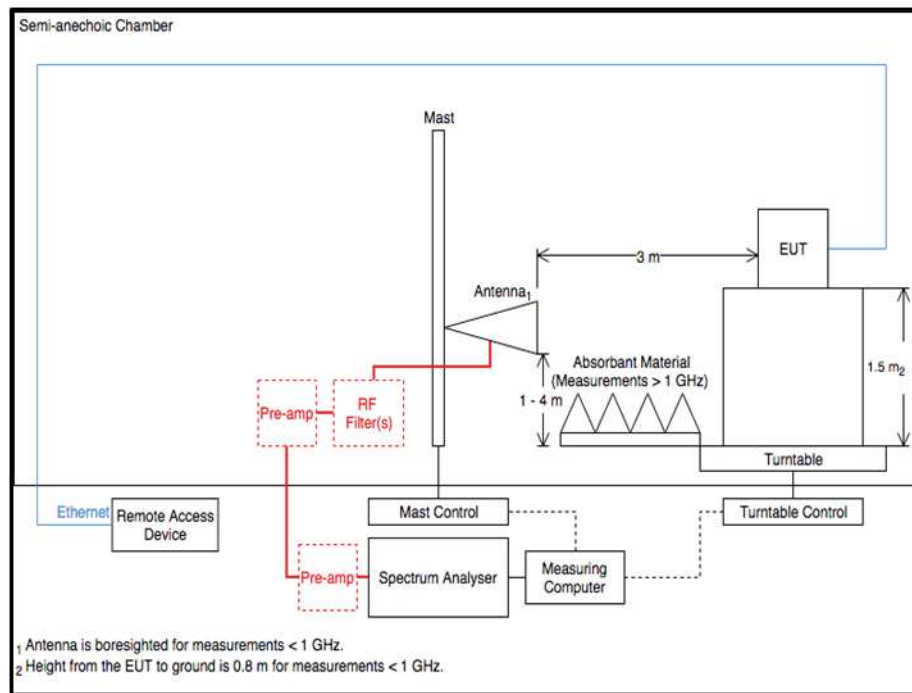 Semi-anechoic Chamber
Mast
EUT
3 m
Antenna1
Absorbant Material
(Measurements > 1 GHz)
1.5 m2
1 - 4 m
Pre-amp
RF
Filter(s)
Turntable
Ethernet
Remote Access
Device
Mast Control
Turntable Control
Pre-amp
Spectrum Analyser
Measuring
Computer
1 Antenna is boresighted for measurements < 1 GHz.
2 Height from the EUT to ground is 0.8 m for measurements < 1 GHz.